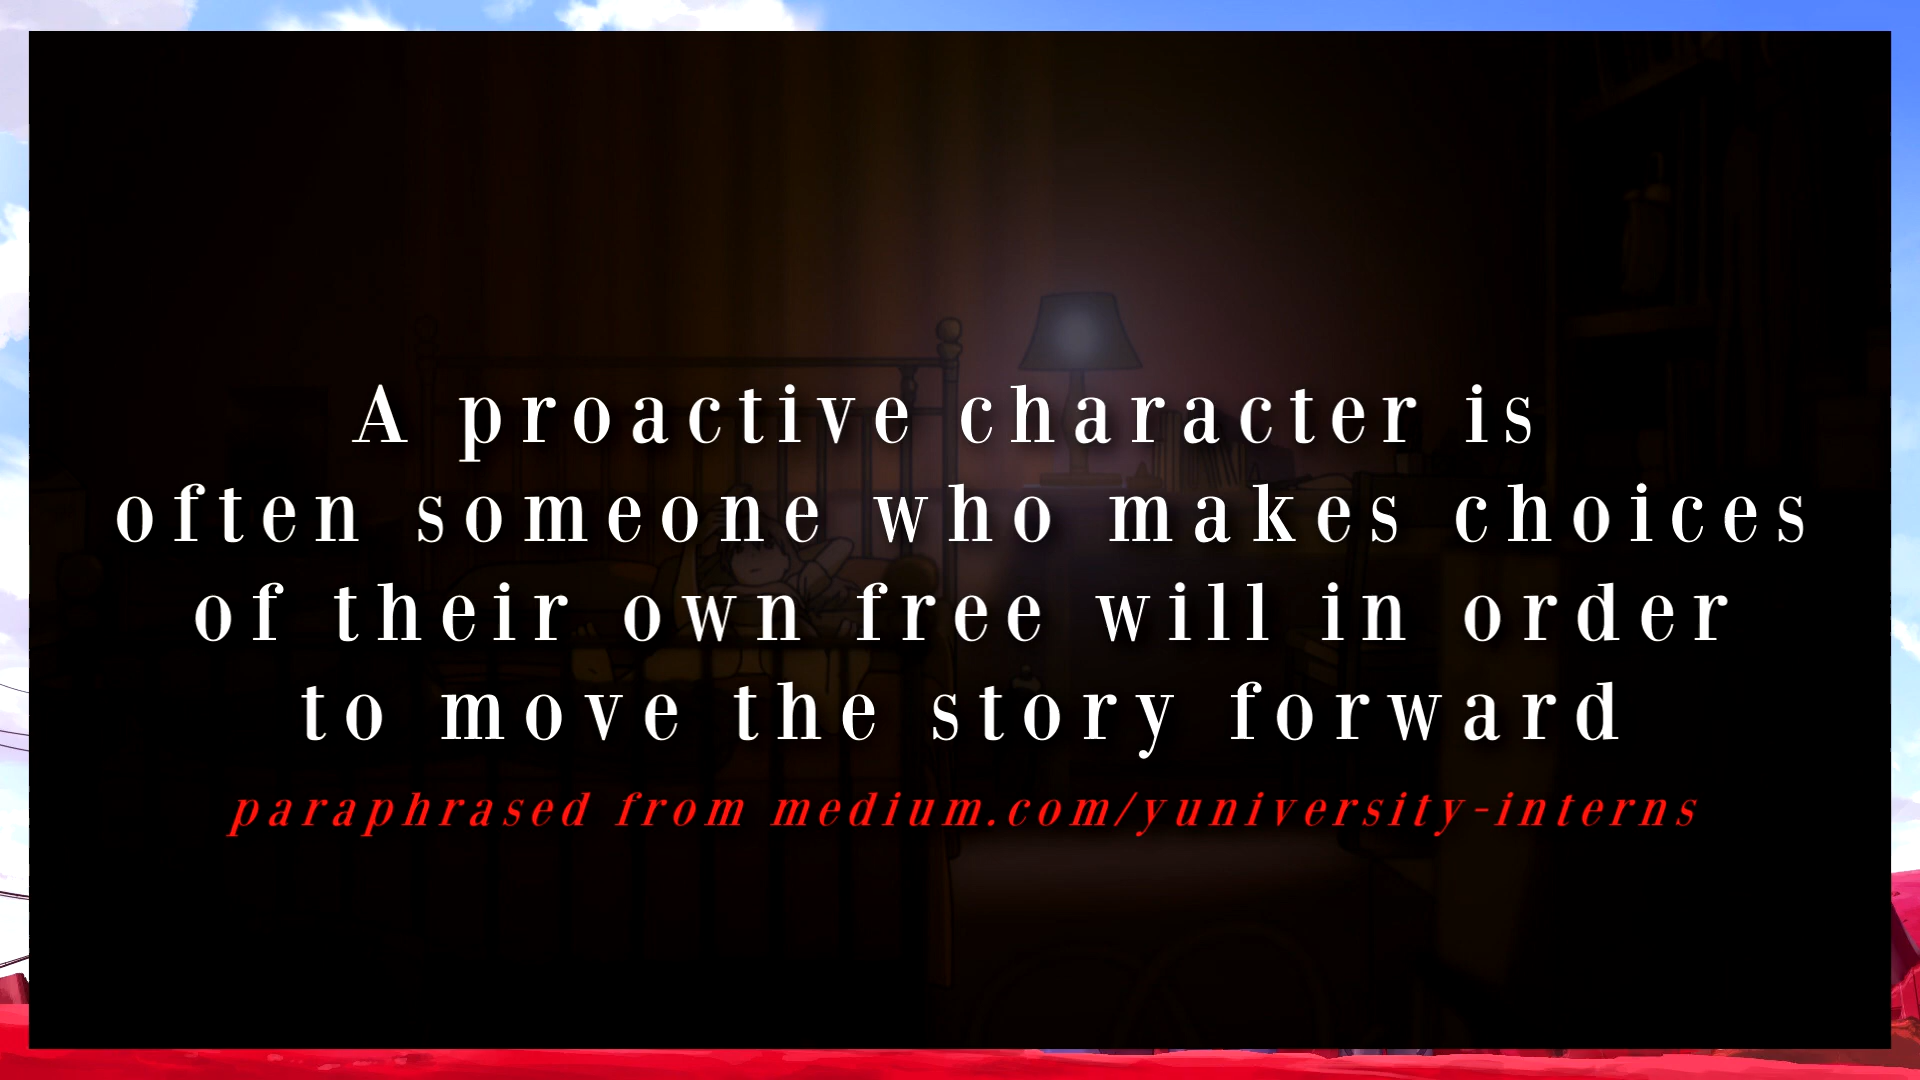 A proactive character is
often someone who makes choices
of their own free will in order
to move the story forward
paraphrased from medium.com/yuniversity-interns